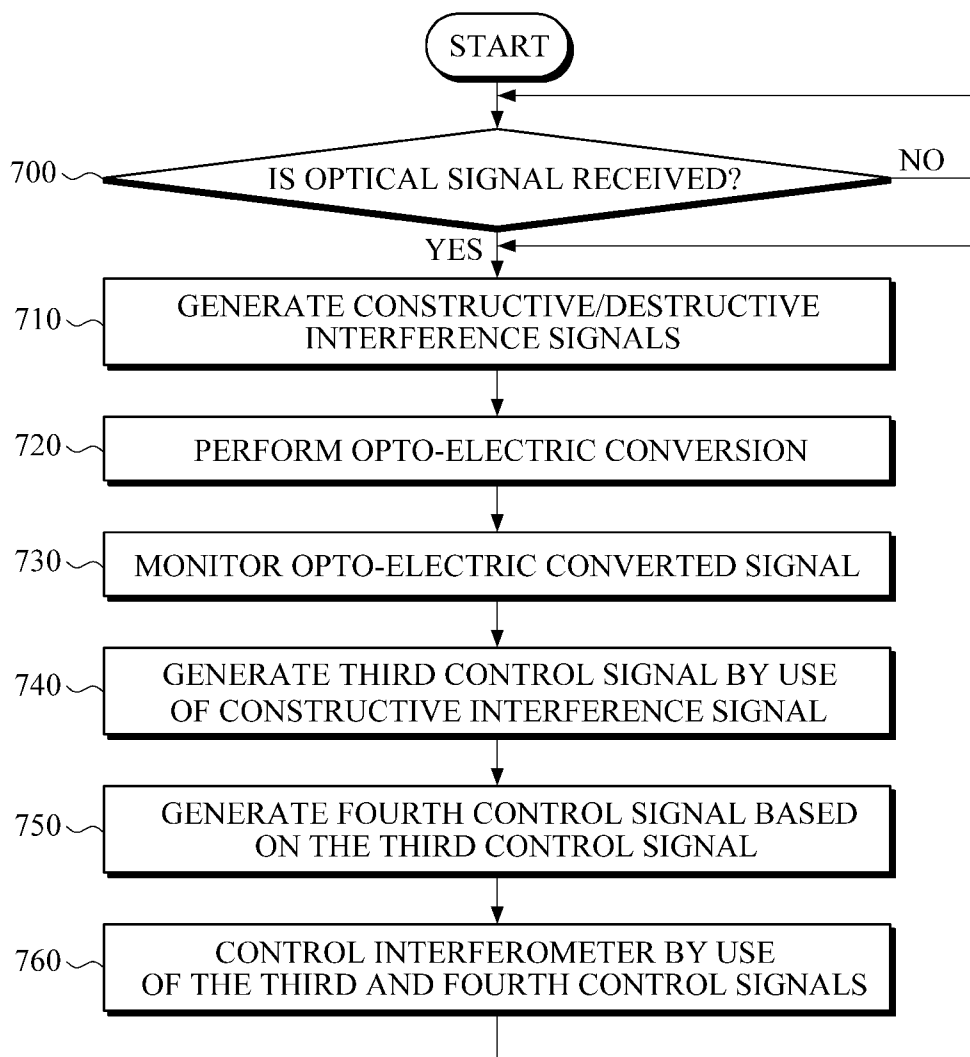 START
700
IS OPTICAL SIGNAL RECEIVED?
NO
YES
710
GENERATE CONSTRUCTIVE/DESTRUCTIVE
INTERFERENCE SIGNALS
720
PERFORM OPTO-ELECTRIC CONVERSION
730
MONITOR OPTO-ELECTRIC CONVERTED SIGNAL
740
GENERATE THIRD CONTROL SIGNAL BY USE
OF CONSTRUCTIVE INTERFERENCE SIGNAL
750
GENERATE FOURTH CONTROL SIGNAL BASED
ON THE THIRD CONTROL SIGNAL
760
CONTROL INTERFEROMETER BY USE
OF THE THIRD AND FOURTH CONTROL SIGNALS